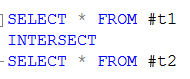 SELECT * FROM #t1
INTERSECT
SELECT * FROM #t2